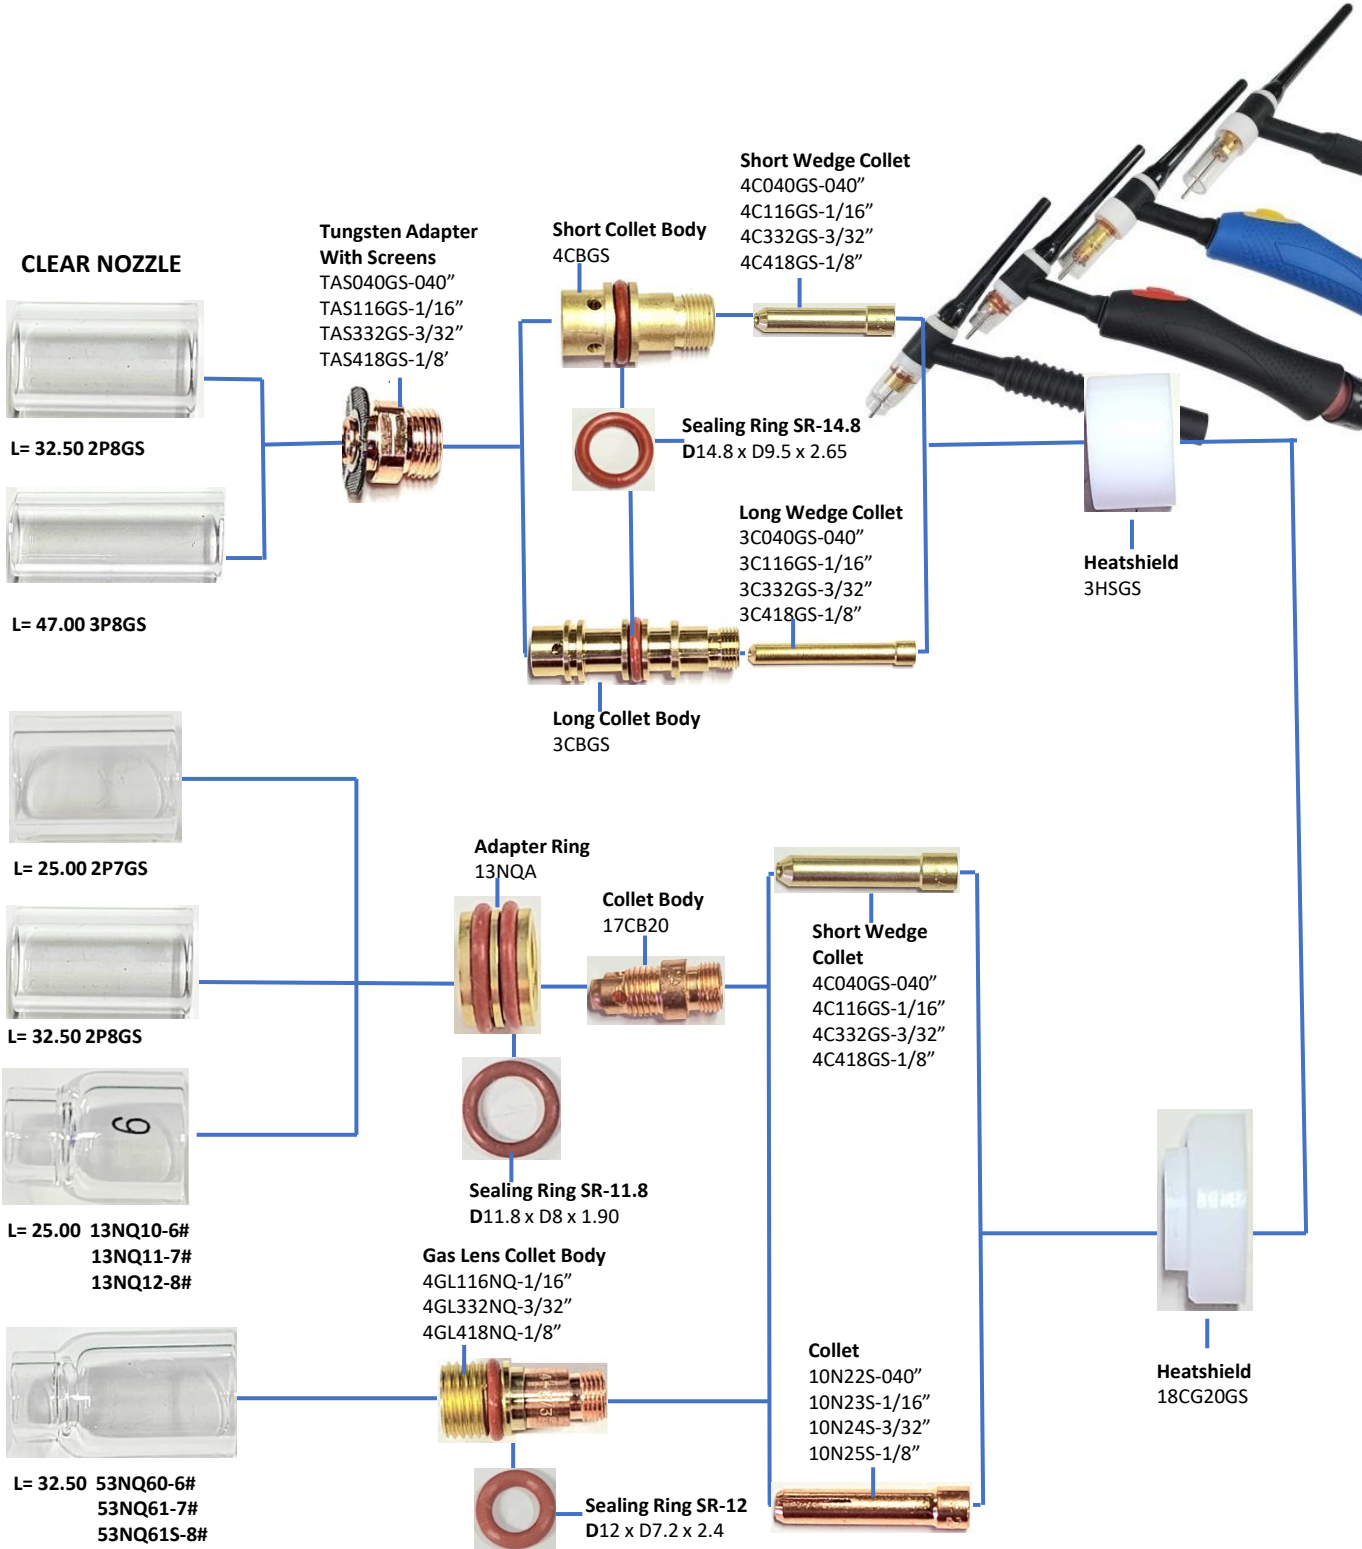 CLEAR NOZZLE
L= 32.50 2P8GS
L= 47.00 3P8GS
Tungsten Adapter
With Screens
TAS040GS-040”
TAS116GS-1/16”
TAS332GS-3/32”
TAS418GS-1/8’
Short Collet Body
4CBGS
Short Wedge Collet
4C040GS-040”
4C116GS-1/16”
4C332GS-3/32”
4C418GS-1/8”
Sealing Ring SR-14.8
D14.8 x D9.5 x 2.65
Long Wedge Collet
3C040GS-040”
3C116GS-1/16”
3C332GS-3/32”
3C418GS-1/8”
Long Collet Body
3CBGS
Heatshield
3HSGS
L= 25.00 2P7GS
L= 32.50 2P8GS
6
L= 25.00 13NQ10-6#
13NQ11-7#
13NQ12-8#
Adapter Ring
13NQA
Collet Body
17CB20
Sealing Ring SR-11.8
D11.8 x D8 x 1.90
Short Wedge
Collet
4C040GS-040”
4C116GS-1/16”
4C332GS-3/32”
4C418GS-1/8”
Gas Lens Collet Body
4GL116NQ-1/16”
4GL332NQ-3/32”
4GL418NQ-1/8”
L= 32.50 53NQ60-6#
53NQ61-7#
53NQ61S-8#
Sealing Ring SR-12
D12 x D7.2 x 2.4
Collet
10N22S-040”
10N23S-1/16”
10N24S-3/32”
10N25S-1/8”
Heatshield
18CG20GS